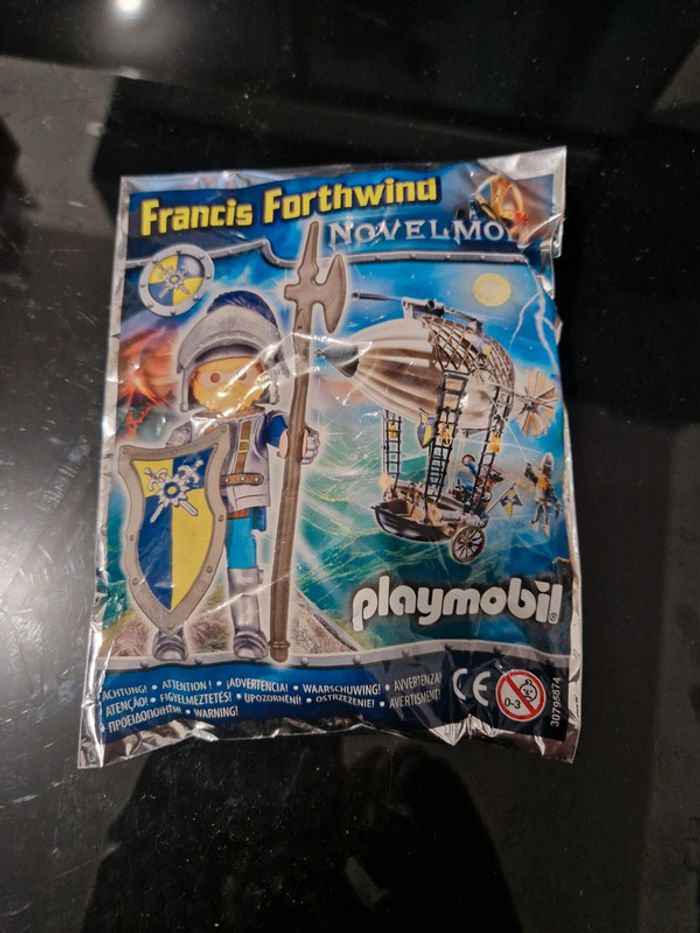 Francis Forthwind
NOVELMO
playmobil®
ACHTUNG! • ATTENTION ! • ¡ADVERTENCIA! • WAARSCHUWING! • AVVERTENZA!
ATENÇÃO! • FIGYELMEZTETÉS! • UPOZORNĚNÍ! • OSTRZEŻENIE! • AVERTISMENT!
• ΠΡΟΕΙΔΟΠΟΙΗΣΗ! • WARNING!
CE
0-3
30796874